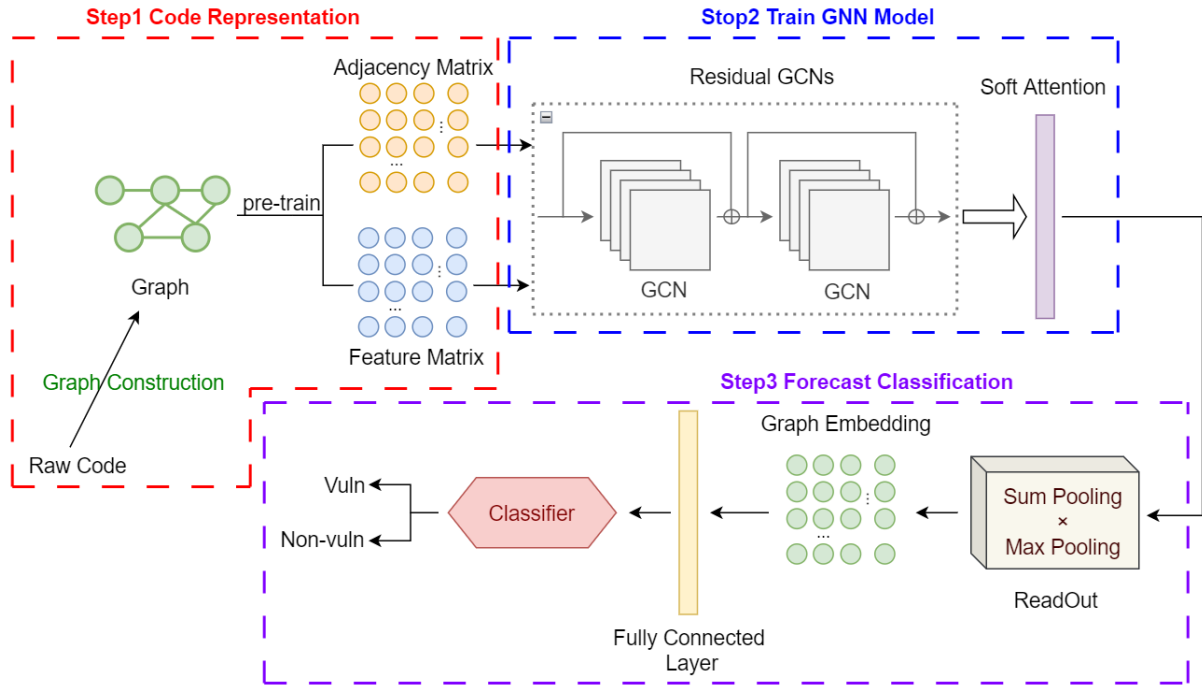 Step1 Code Representation
Adjacency Matrix
...
...
pre-train
Graph
...
...
Feature Matrix
Graph Construction
Raw Code
Stop2 Train GNN Model
Residual GCNs
Soft Attention
GCN
GCN
Step3 Forecast Classification
Graph Embedding
...
...
Sum Pooling
×
Max Pooling
ReadOut
Fully Connected
Layer
Classifier
Vuln
Non-vuln